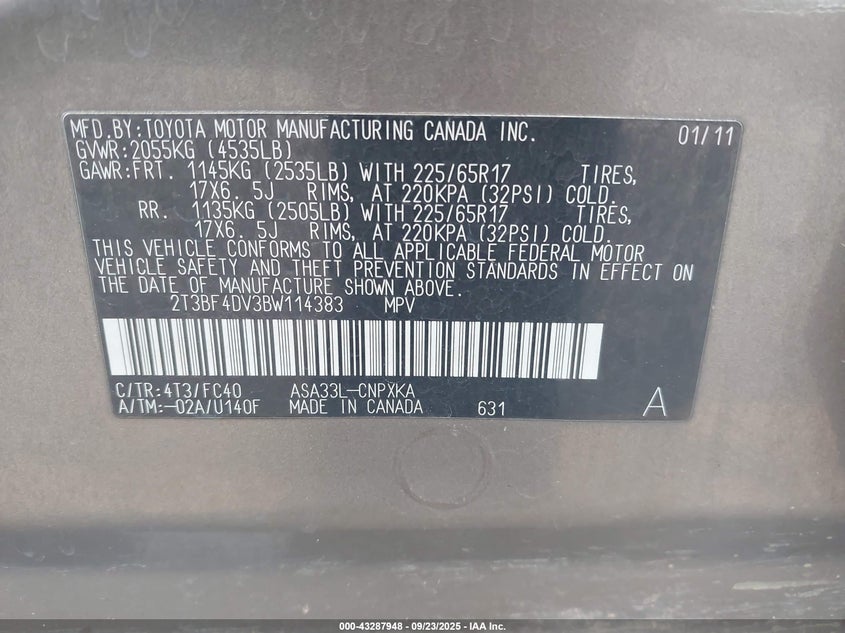 MFD.BY:TOYOTA MOTOR MANUFACTURING CANADA INC. 01/11
GVWR:2055KG (4535LB)
GAWR:FRT. 1145KG (2535LB) WITH 225/65R17 TIRES,
17X6. 5J RIMS, AT 220KPA (32PSI) COLD.
RR. 1135KG (2505LB) WITH 225/65R17 TIRES,
17X6. 5J RIMS, AT 220KPA (32PSI) COLD.
THIS VEHICLE CONFORMS TO ALL APPLICABLE FEDERAL MOTOR
VEHICLE SAFETY AND THEFT PREVENTION STANDARDS IN EFFECT ON
THE DATE OF MANUFACTURE SHOWN ABOVE.
2T3BF4DV3BW114383 MPV
C/TR:4T3/FC40 ASA33L-CNPXKA
A/TM:-02A/U140F MADE IN CANADA 631 A
000-43287948 - 09/23/2025 - IAA Inc.